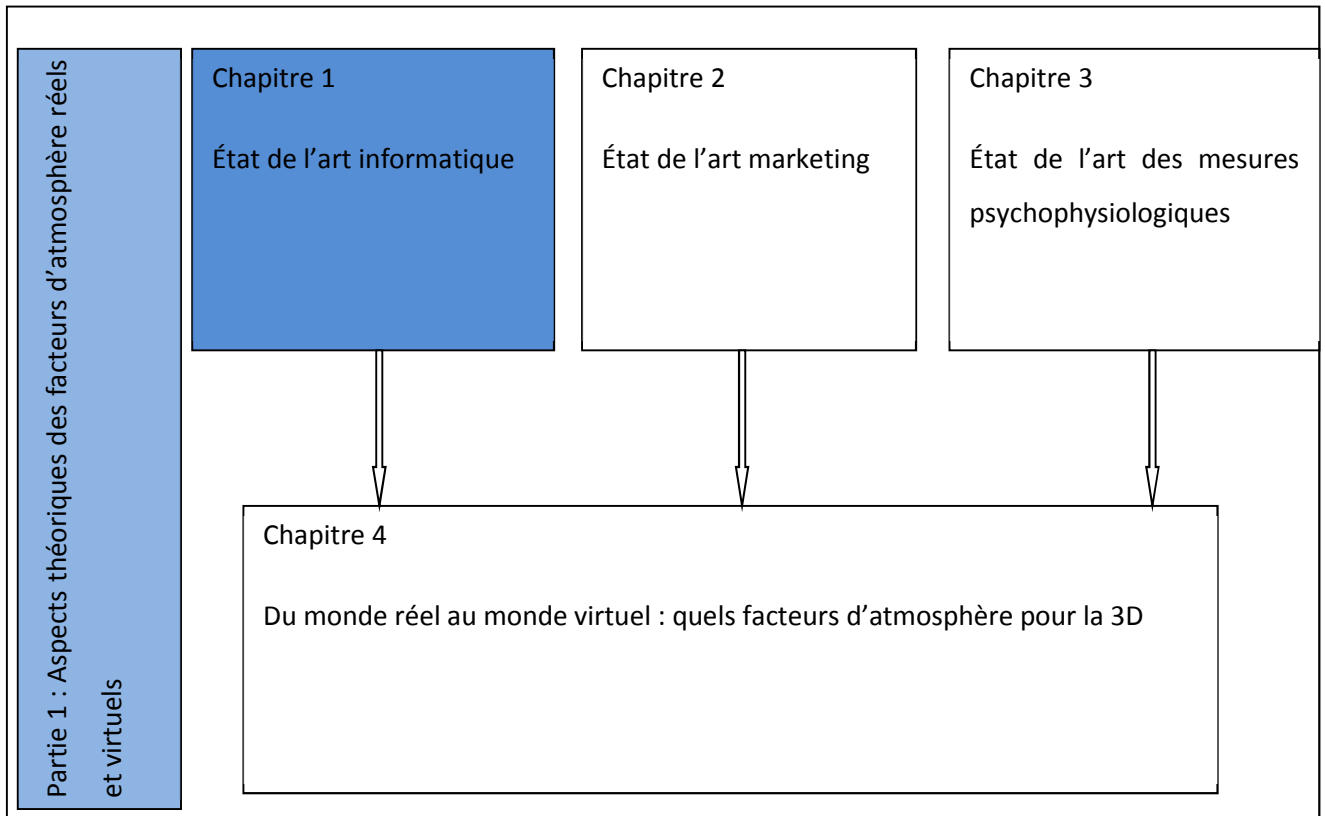 Partie 1 : Aspects théoriques des facteurs d’atmosphère réels
et virtuels
Chapitre 1
État de l’art informatique
Chapitre 2
État de l’art marketing
Chapitre 3
État de l’art des mesures
psychophysiologiques
Chapitre 4
Du monde réel au monde virtuel : quels facteurs d’atmosphère pour la 3D